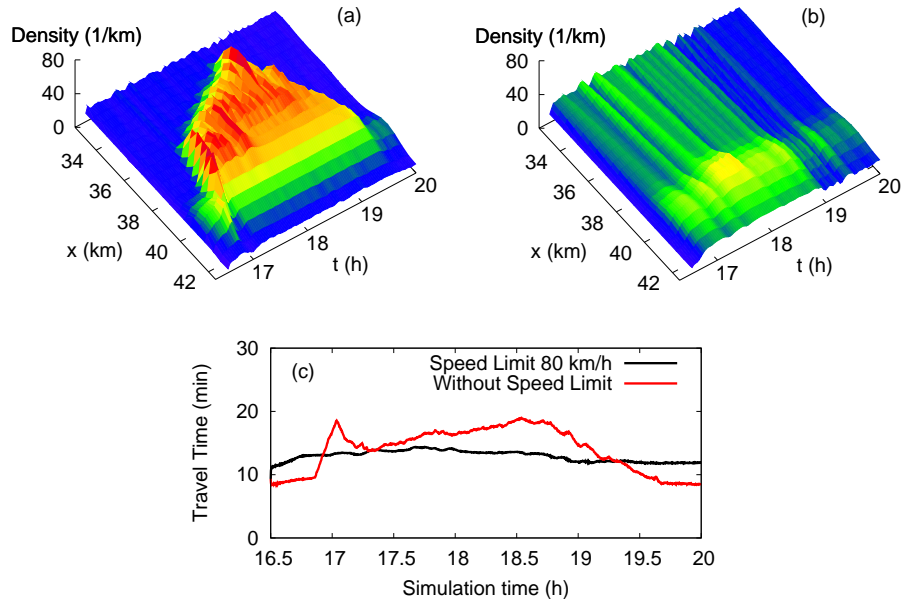 (a)
Density (1/km)
80
40
0
34
36
38
40
42
x (km)
17
18
19
20
t (h)
(b)
Density (1/km)
80
40
0
34
36
38
40
42
x (km)
17
18
19
20
t (h)
(c)
Speed Limit 80 km/h
Without Speed Limit
Travel Time (min)
30
20
10
0
16.5 17 17.5 18 18.5 19 19.5 20
Simulation time (h)